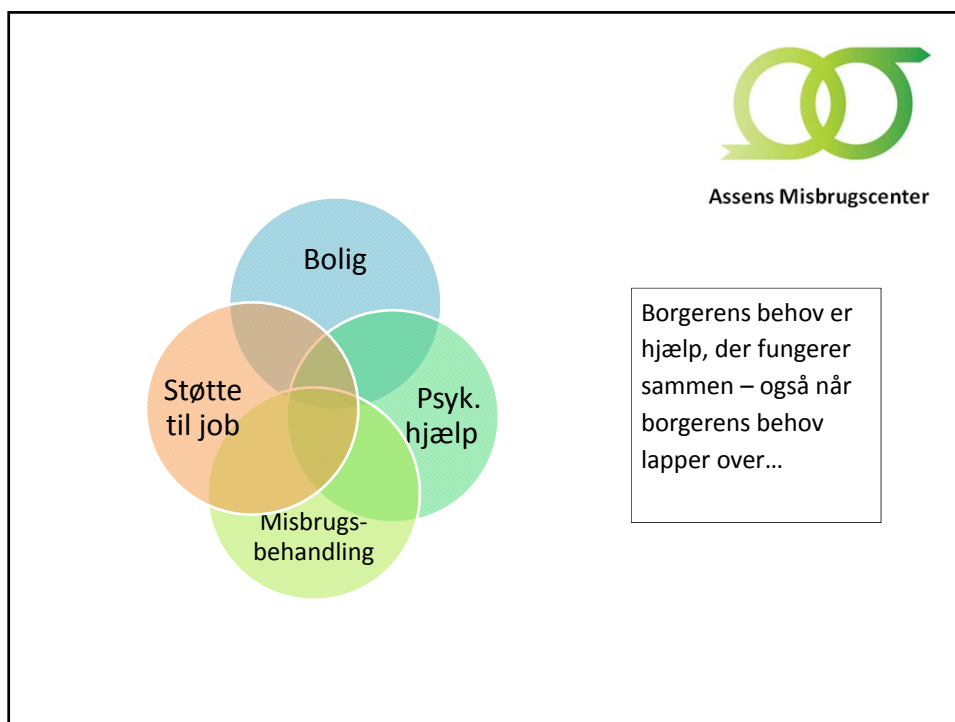 Assens Misbrugscenter
Bolig
Støtte
til job
Psyk.
hjælp
Misbrugs-
behandling
Borgerens behov er
hjælp, der fungerer
sammen – også når
borgerens behov
lapper over…